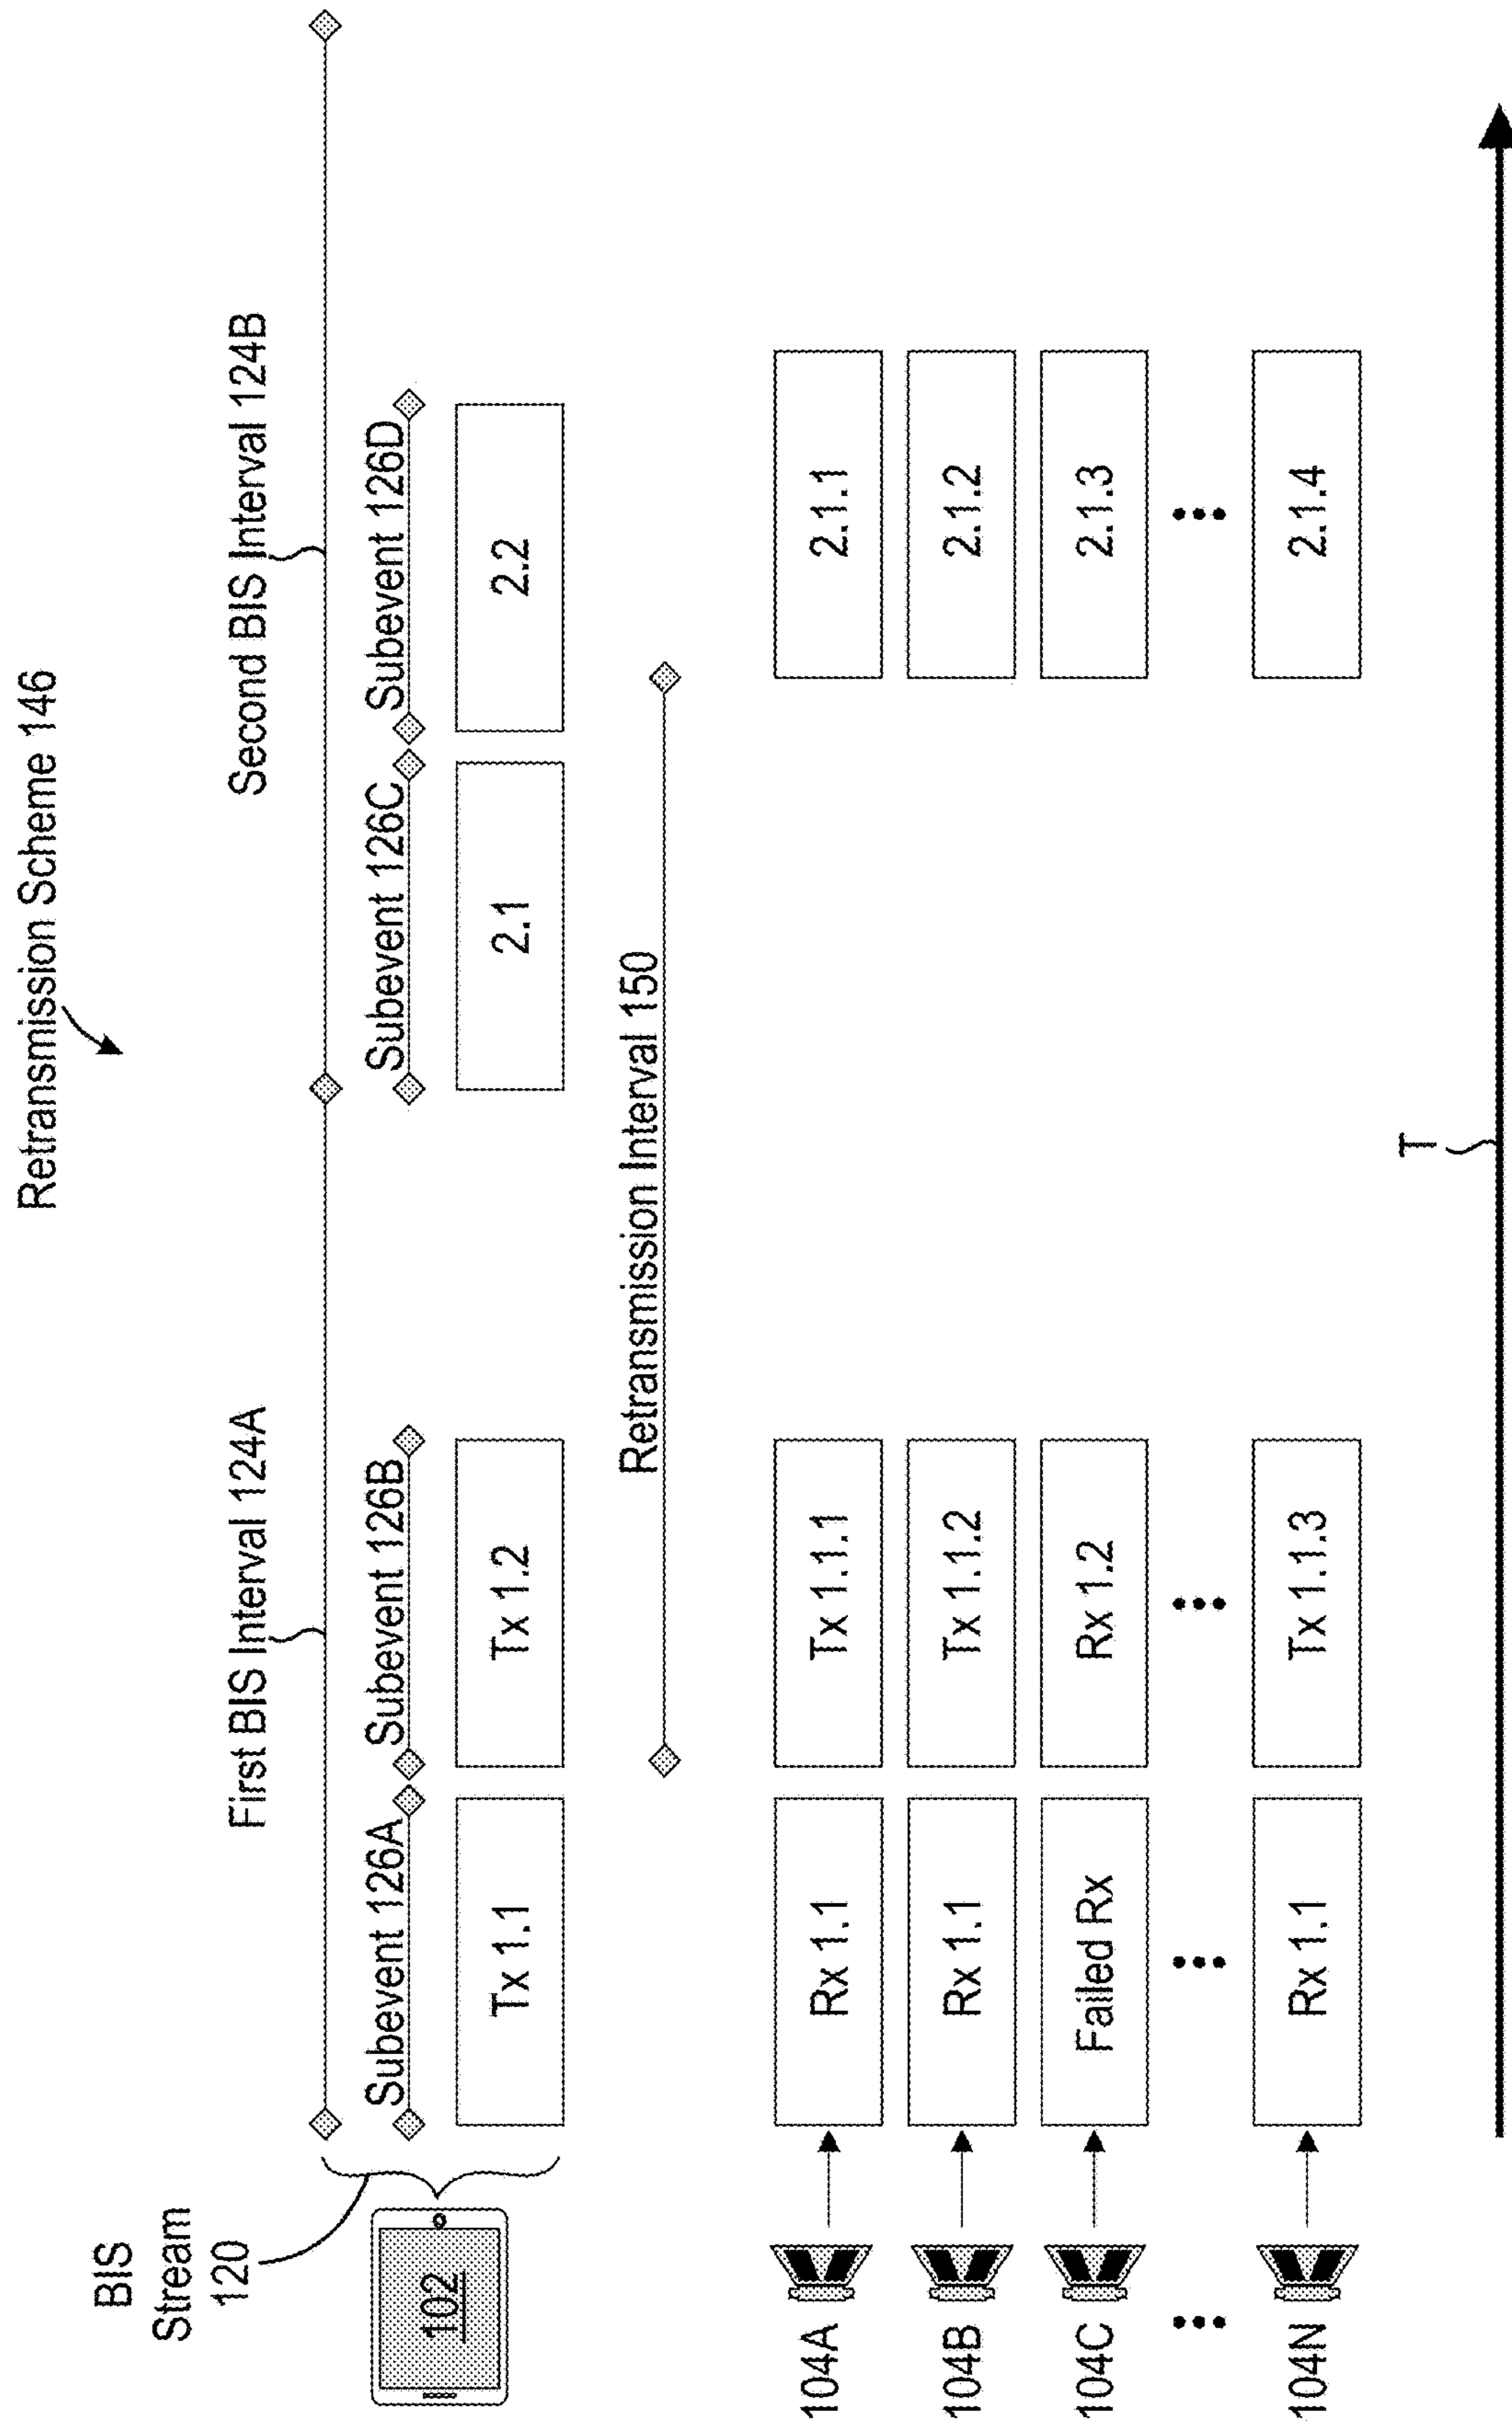 Retransmission Scheme 146
First BIS Interval 124A
Second BIS Interval 124B
BIS
Stream
120
Subevent 126A
Subevent 126B
Subevent 126C
Subevent 126D
102
Tx 1.1
Tx 1.2
2.1
2.2
Retransmission Interval 150
104A
Rx 1.1
Tx 1.1.1
2.1.1
104B
Rx 1.1
Tx 1.1.2
2.1.2
104C
Failed Rx
Rx 1.2
2.1.3
104N
Rx 1.1
Tx 1.1.3
2.1.4
T